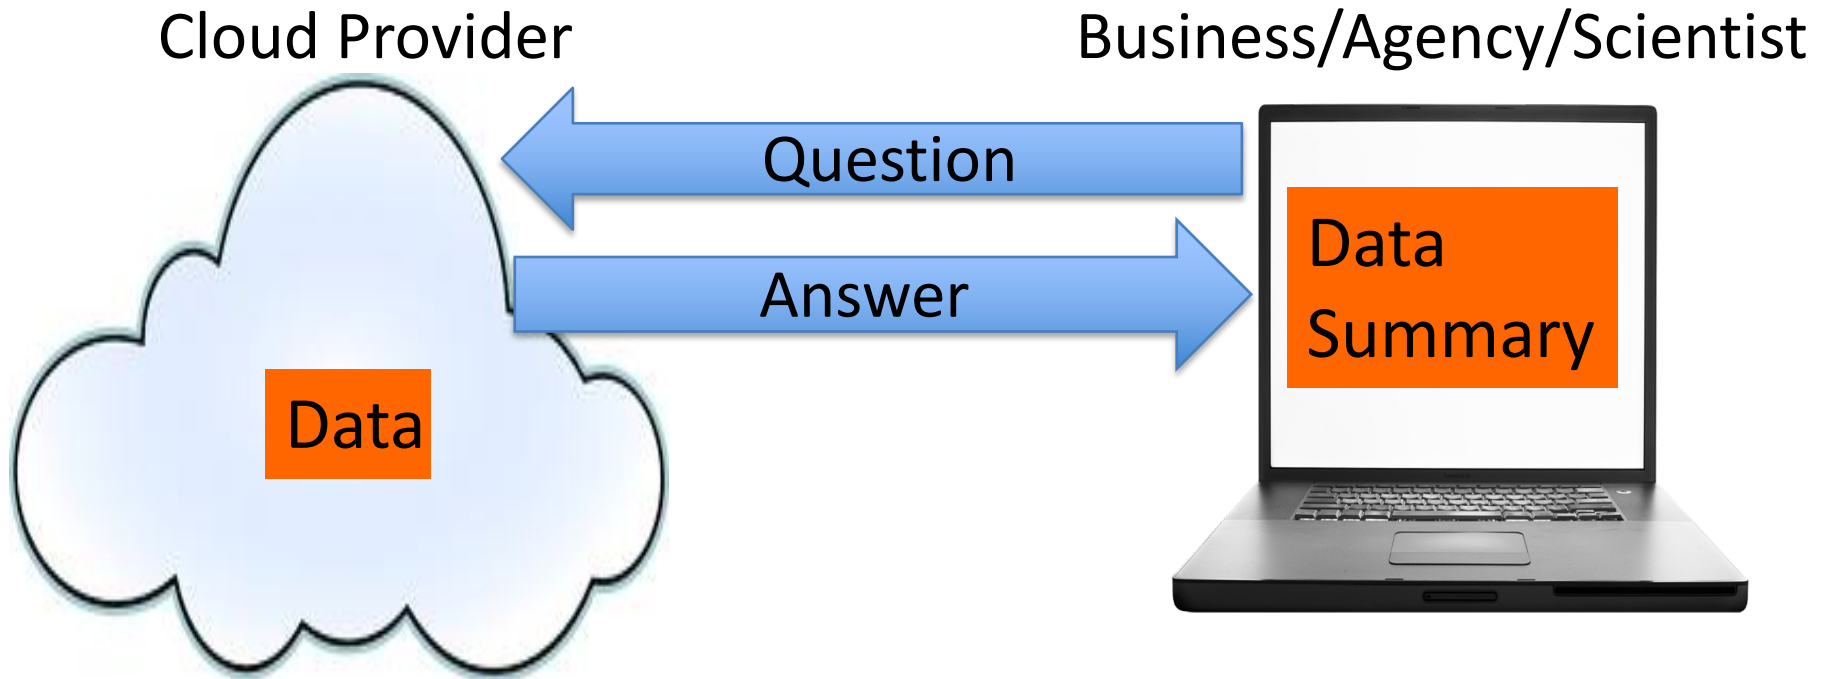 Cloud Provider
Business/Agency/Scientist
Question
Answer
Data
Summary
Data